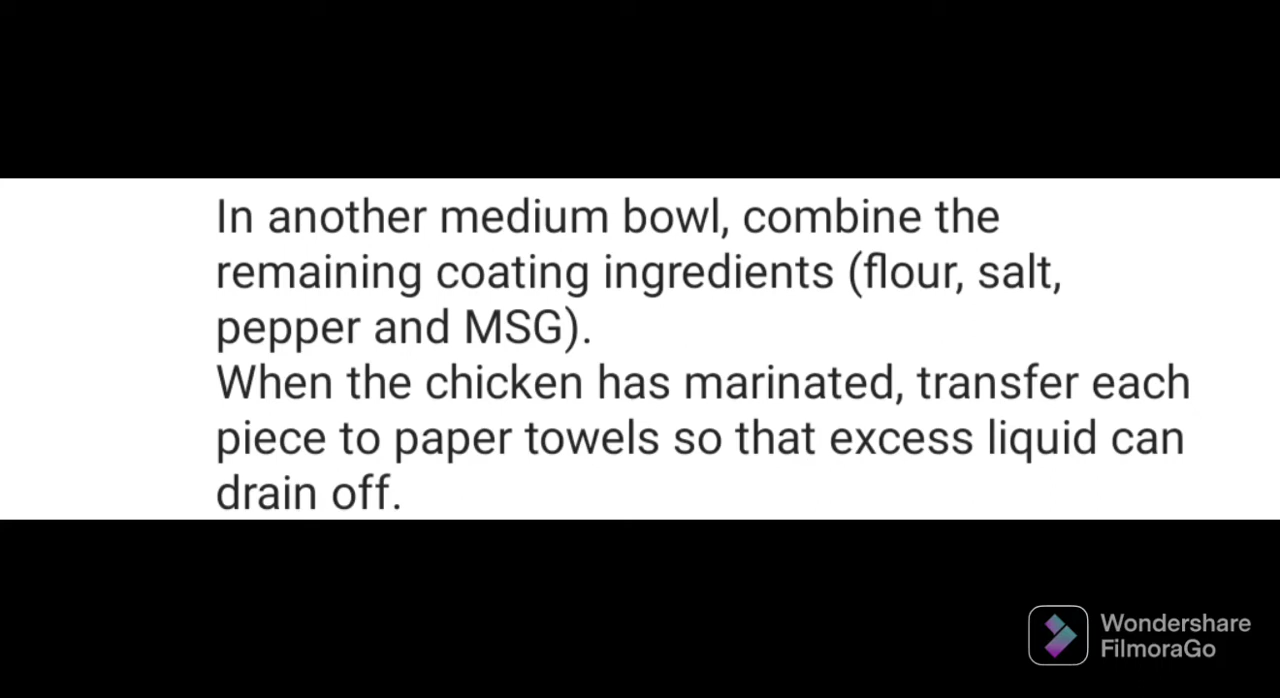 In another medium bowl, combine the
remaining coating ingredients (flour, salt,
pepper and MSG).
When the chicken has marinated, transfer each
piece to paper towels so that excess liquid can
drain off.
Wondershare
FilmoraGo